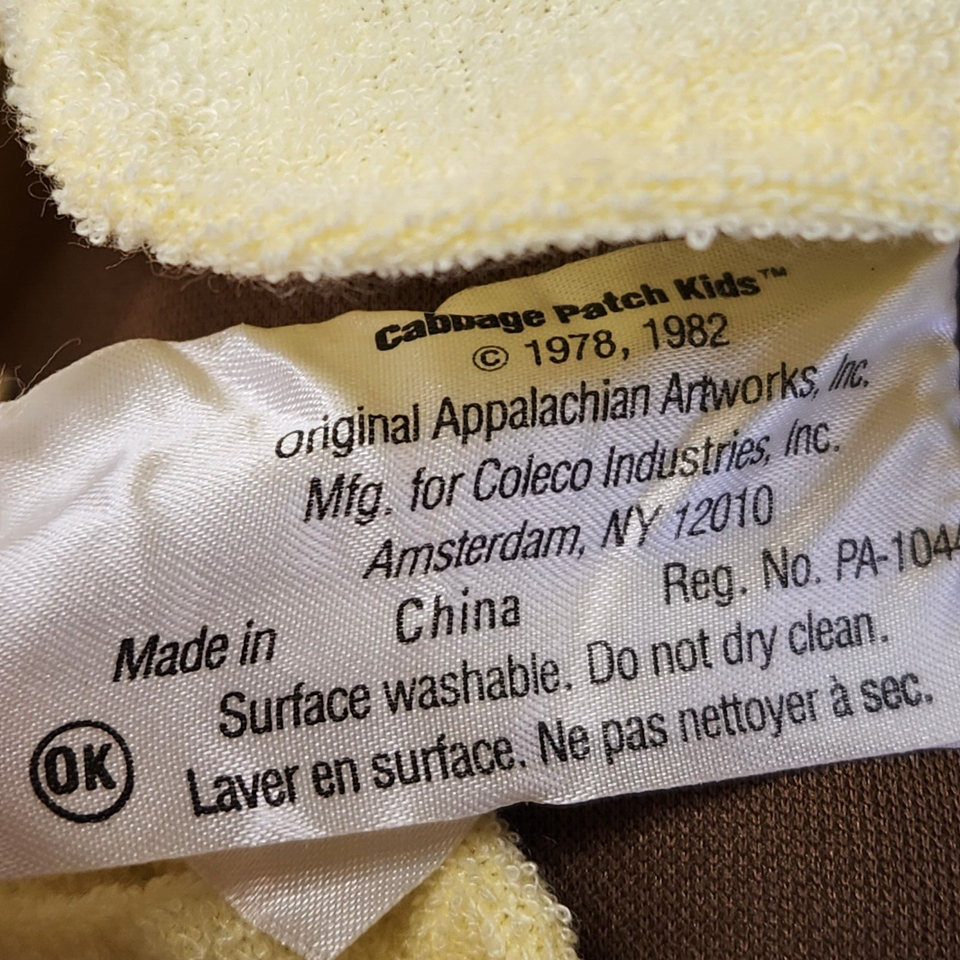 Cabbage Patch Kids™
© 1978, 1982
Original Appalachian Artworks, Inc.
Mfg. for Coleco Industries, Inc.
Amsterdam, NY 12010
Reg. No. PA-104
Made in China
Surface washable. Do not dry clean.
Laver en surface. Ne pas nettoyer à sec.
OK